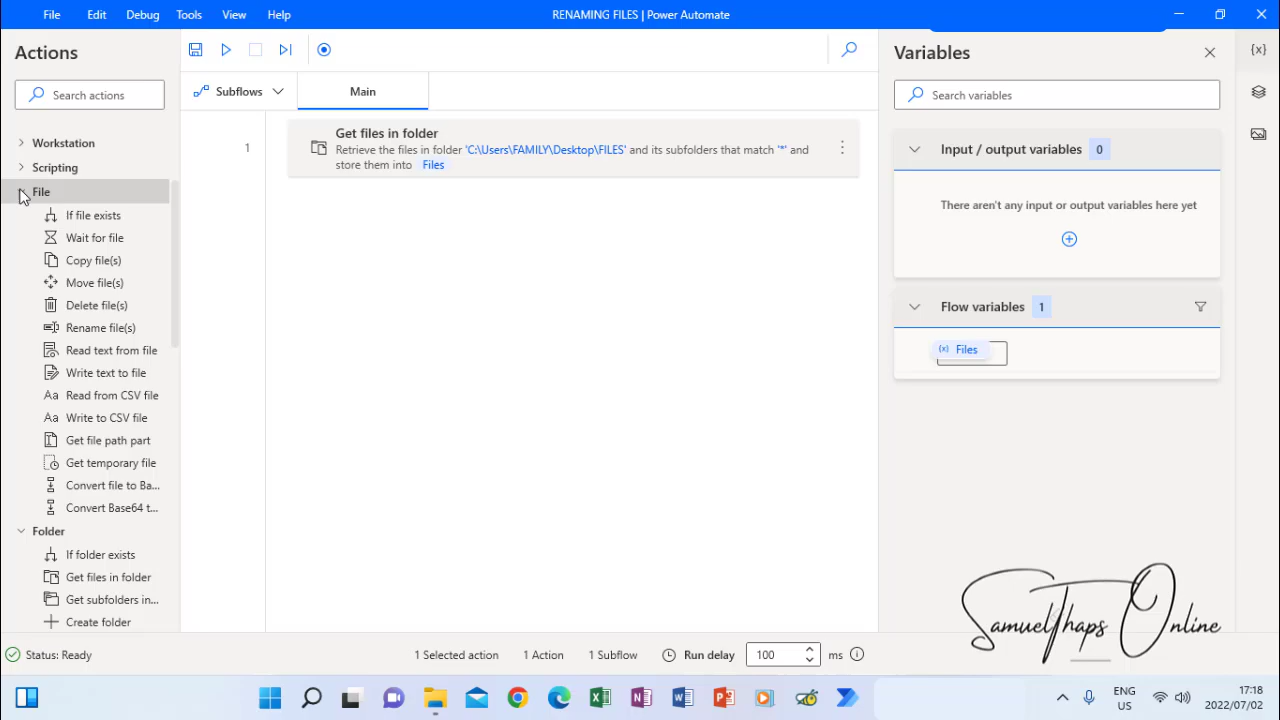 File Edit Debug Tools View Help RENAMING FILES | Power Automate
Actions
Search actions
Workstation
Scripting
File
If file exists
Wait for file
Copy file(s)
Move file(s)
Delete file(s)
Rename file(s)
Read text from file
Write text to file
Aa Read from CSV file
Aa Write to CSV file
Get file path part
Get temporary file
Convert file to Ba...
Convert Base64 t...
Folder
If folder exists
Get files in folder
Get subfolders in...
Create folder
Subflows Main
1
Get files in folder
Retrieve the files in folder 'C:\Users\FAMILY\Desktop\FILES' and its subfolders that match '*' and
store them into Files
Variables
{x}
Search variables
Input / output variables 0
There aren't any input or output variables here yet
Flow variables 1
{x} Files
SamuelThaps Online
Status: Ready 1 Selected action 1 Action 1 Subflow Run delay 100 ms
ENG
US
17:18
2022/07/02